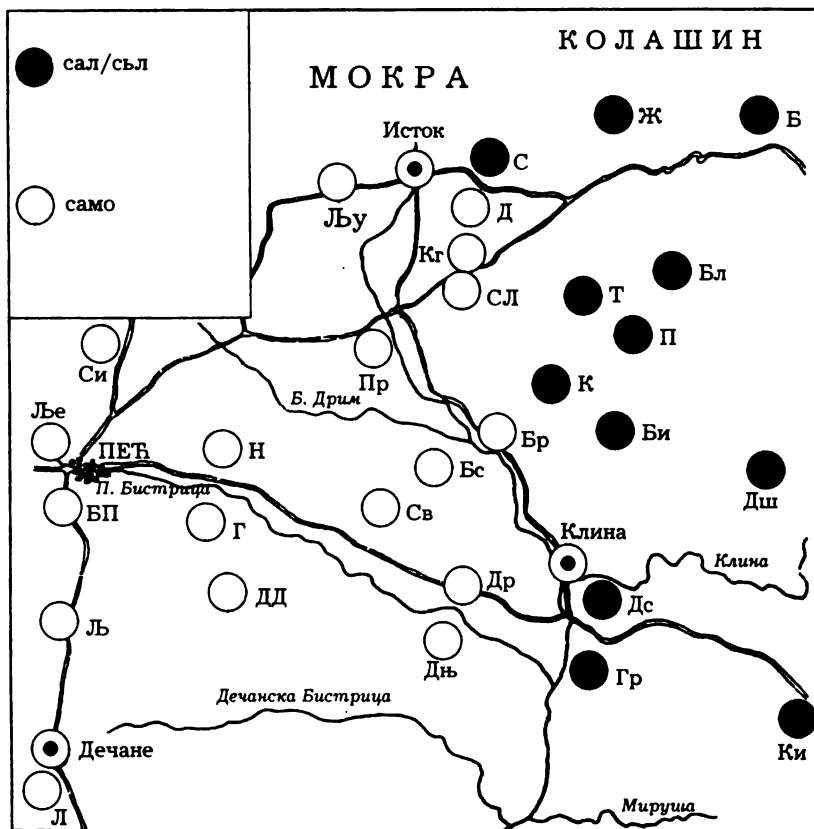 КОЛАШИН
сал/сьл
МОКРА
Ж
Б
Исток
С
само
Љу
Д
Кг
Бл
СЛ
Т
П
Си
Пр
К
Б. Дрим
Ље
Бр
Би
ПЕЋ
Н
Бс
П. Бистрица
Дш
БП
Г
Св
Клина
Клина
ДД
Др
Дс
Љ
Дњ
Гр
Дечанска Бистрица
Дечане
Ки
Мируша
Л